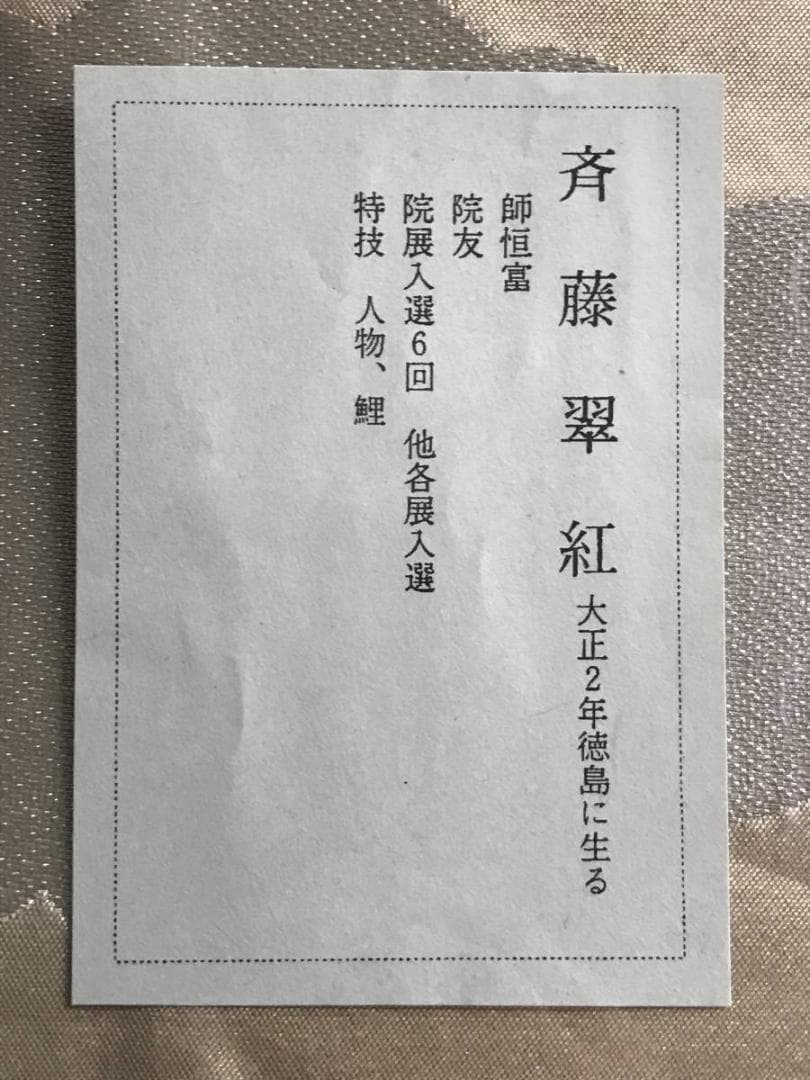 斉藤翠紅 大正2年徳島に生る
師恒富
院友
院展入選6回 他各展入選
特技 人物、鯉